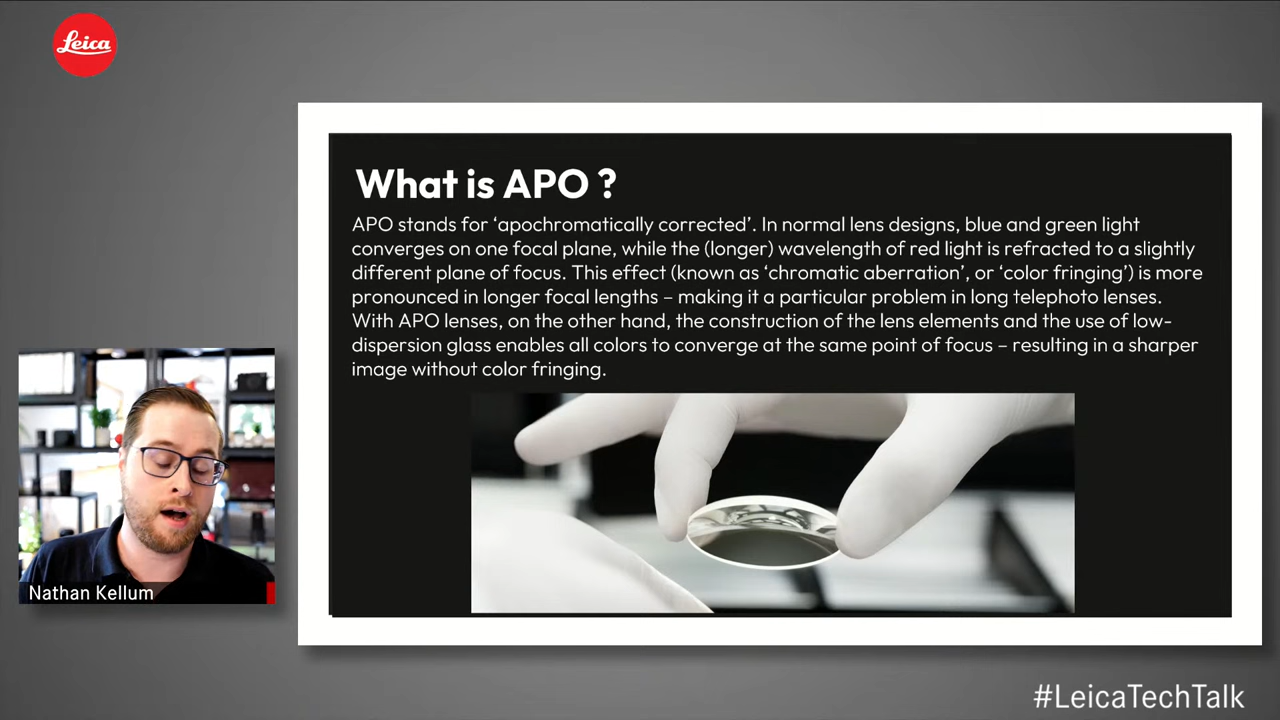 Leica
What is APO ?
APO stands for ‘apochromatically corrected’. In normal lens designs, blue and green light
converges on one focal plane, while the (longer) wavelength of red light is refracted to a slightly
different plane of focus. This effect (known as ‘chromatic aberration’, or ‘color fringing’) is more
pronounced in longer focal lengths – making it a particular problem in long telephoto lenses.
With APO lenses, on the other hand, the construction of the lens elements and the use of low-
dispersion glass enables all colors to converge at the same point of focus – resulting in a sharper
image without color fringing.
Nathan Kellum
#LeicaTechTalk